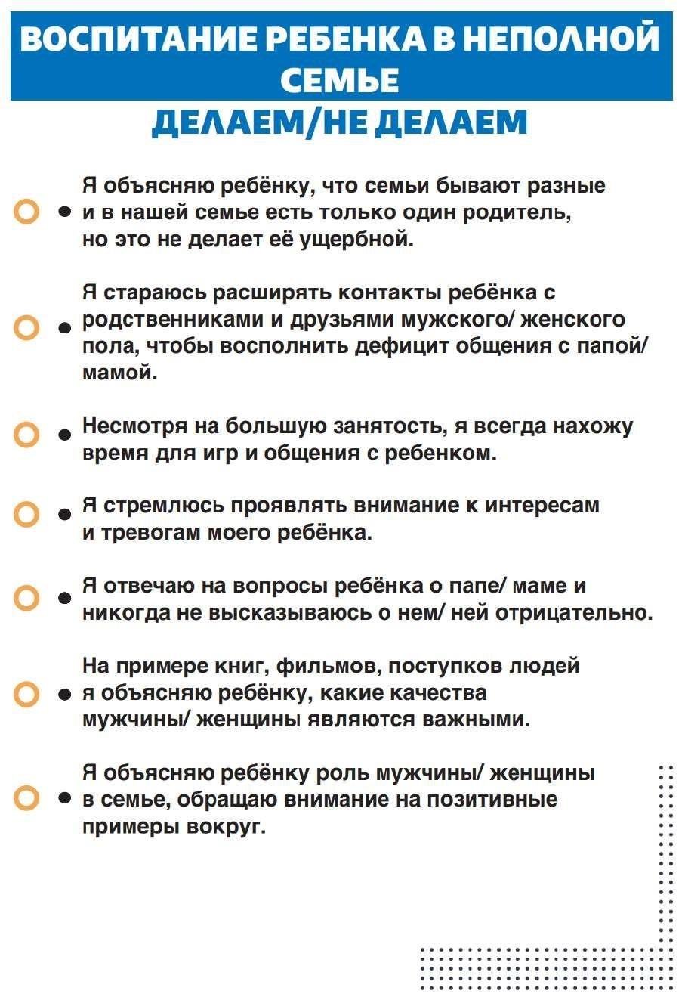 ВОСПИТАНИЕ РЕБЕНКА В НЕПОЛНОЙ
СЕМЬЕ
ДЕЛАЕМ/НЕ ДЕЛАЕМ
Я объясняю ребёнку, что семьи бывают разные
и в нашей семье есть только один родитель,
но это не делает её ущербной.
Я стараюсь расширять контакты ребёнка с
родственниками и друзьями мужского/ женского
пола, чтобы восполнить дефицит общения с папой/
мамой.
Несмотря на большую занятость, я всегда нахожу
время для игр и общения с ребенком.
Я стремлюсь проявлять внимание к интересам
и тревогам моего ребёнка.
Я отвечаю на вопросы ребёнка о папе/ маме и
никогда не высказываюсь о нем/ ней отрицательно.
На примере книг, фильмов, поступков людей
я объясняю ребёнку, какие качества
мужчины/ женщины являются важными.
Я объясняю ребёнку роль мужчины/ женщины
в семье, обращаю внимание на позитивные
примеры вокруг.